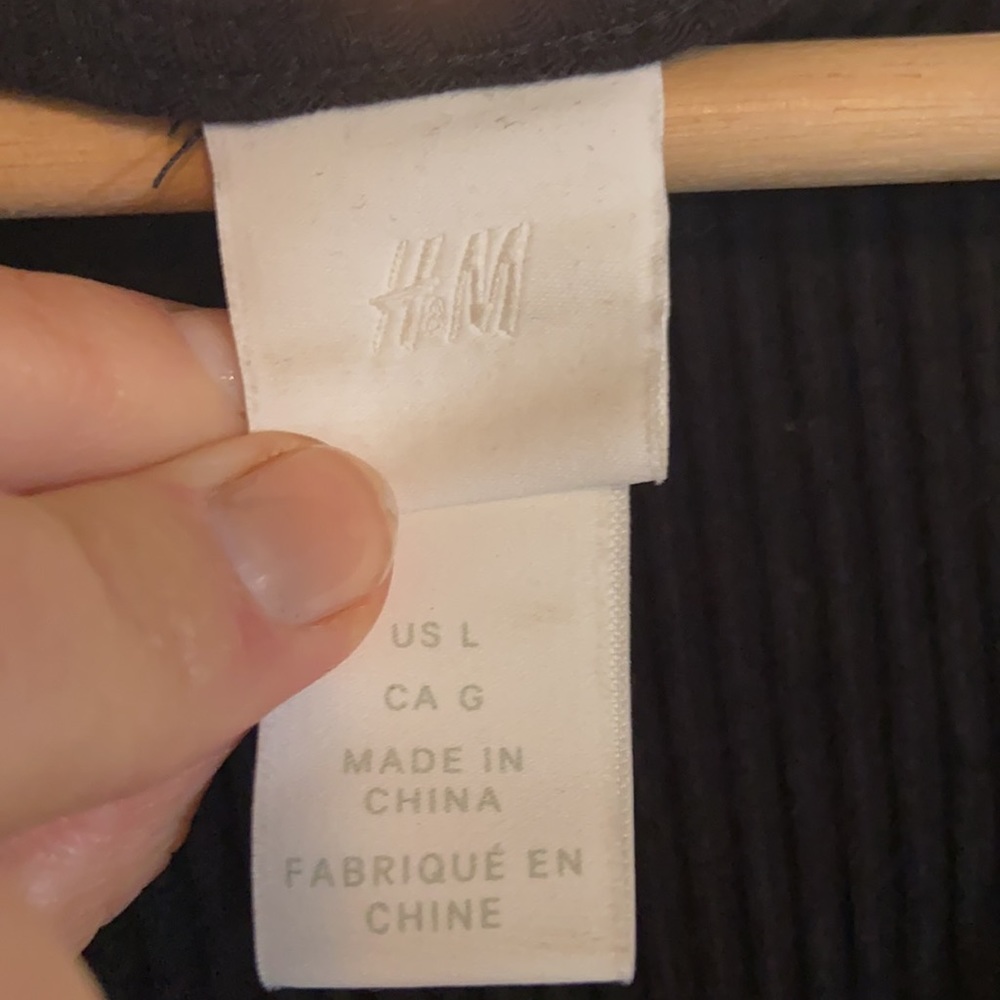 H&M
US L
CA G
MADE IN
CHINA
FABRIQUÉ EN
CHINE